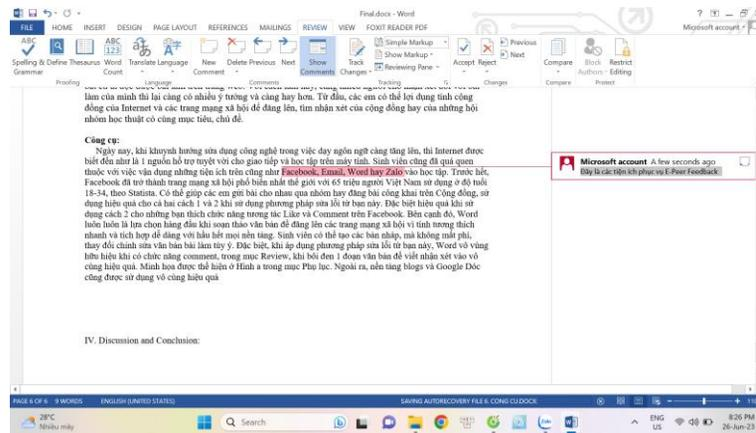 Final.docx - Word
FILE HOME INSERT DESIGN PAGE LAYOUT REFERENCES MAILINGS REVIEW VIEW FOXIT READER PDF
Microsoft account
Spelling & Grammar Define Thesaurus Word Count
Translate Language
New Comment Delete Previous Next Show Comments
Track Changes
Simple Markup
Show Markup
Reviewing Pane
Accept Reject
Previous
Next
Compare
Block Authors Restrict Editing
Proofing Language Comments Tracking Changes Compare Protect
làm của mình thì lại càng có nhiều ý tưởng và càng hay hơn. Từ đâu, các em có thể lợi dụng tính cộng
đồng của Internet và các trang mạng xã hội để đăng lên, tìm nhận xét của cộng đồng hay của những hội
nhóm học thuật có cùng mục tiêu, chủ đề.
Công cụ:
Ngày nay, khi khuynh hướng sửa dụng công nghệ trong việc dạy ngôn ngữ càng tăng lên, thì Internet được
biết đến như là 1 nguồn hỗ trợ tuyệt vời cho giao tiếp và học tập trên máy tính. Sinh viên cũng đã quá quen
thuộc với việc vận dụng những tiện ích trên cũng như Facebook, Email, Word hay Zalo vào học tập. Trước hết,
Facebook đã trở thành trang mạng xã hội phổ biến nhất thế giới với 65 triệu người Việt Nam sử dụng ở độ tuổi
18-34, theo Statista. Có thể giúp các em gửi bài cho nhau qua nhóm hay đăng bài công khai trên Cộng đồng, sử
dụng hiệu quả cho cả hai cách 1 và 2 khi sử dụng phương pháp sửa lỗi từ bạn này. Đặc biệt hiệu quả khi sử
dụng cách 2 cho những bạn thích chức năng tương tác Like và Comment trên Facebook. Bên cạnh đó, Word
luôn luôn là lựa chọn hàng đầu khi soạn thảo văn bản để đăng lên các trang mạng xã hội vì tính tương thích
nhanh và tích hợp dễ dàng với hầu hết mọi nền tảng. Sinh viên có thể tạo các bản nháp, mà không mất phí,
thay đổi chỉnh sửa văn bản bài làm tùy ý. Đặc biệt, khi áp dụng phương pháp sửa lỗi từ bạn này, Word vô vùng
hữu hiệu khi có chức năng comment, trong mục Review, khi bôi đen 1 đoạn văn bản để viết nhận xét vào vô
cùng hiệu quả. Minh họa được thể hiện ở Hình a trong mục Phụ lục. Ngoài ra, nền tảng blogs và Google Dóc
cũng được sử dụng vô cùng hiệu quả
Microsoft account A few seconds ago
Đây là các tiện ích phục vụ E-Peer Feedback
IV. Discussion and Conclusion:
PAGE 6 OF 6 9 WORDS ENGLISH (UNITED STATES) SAVING AUTORECOVERY FILE 6. CONG CU.DOCX
28°C
Nhiều mây
Search
ENG
US
8:26 PM